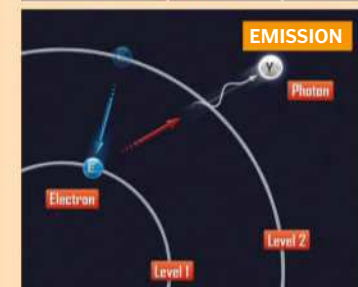 EMISSION
Y
Photon
E
Electron
Level 2
Level 1